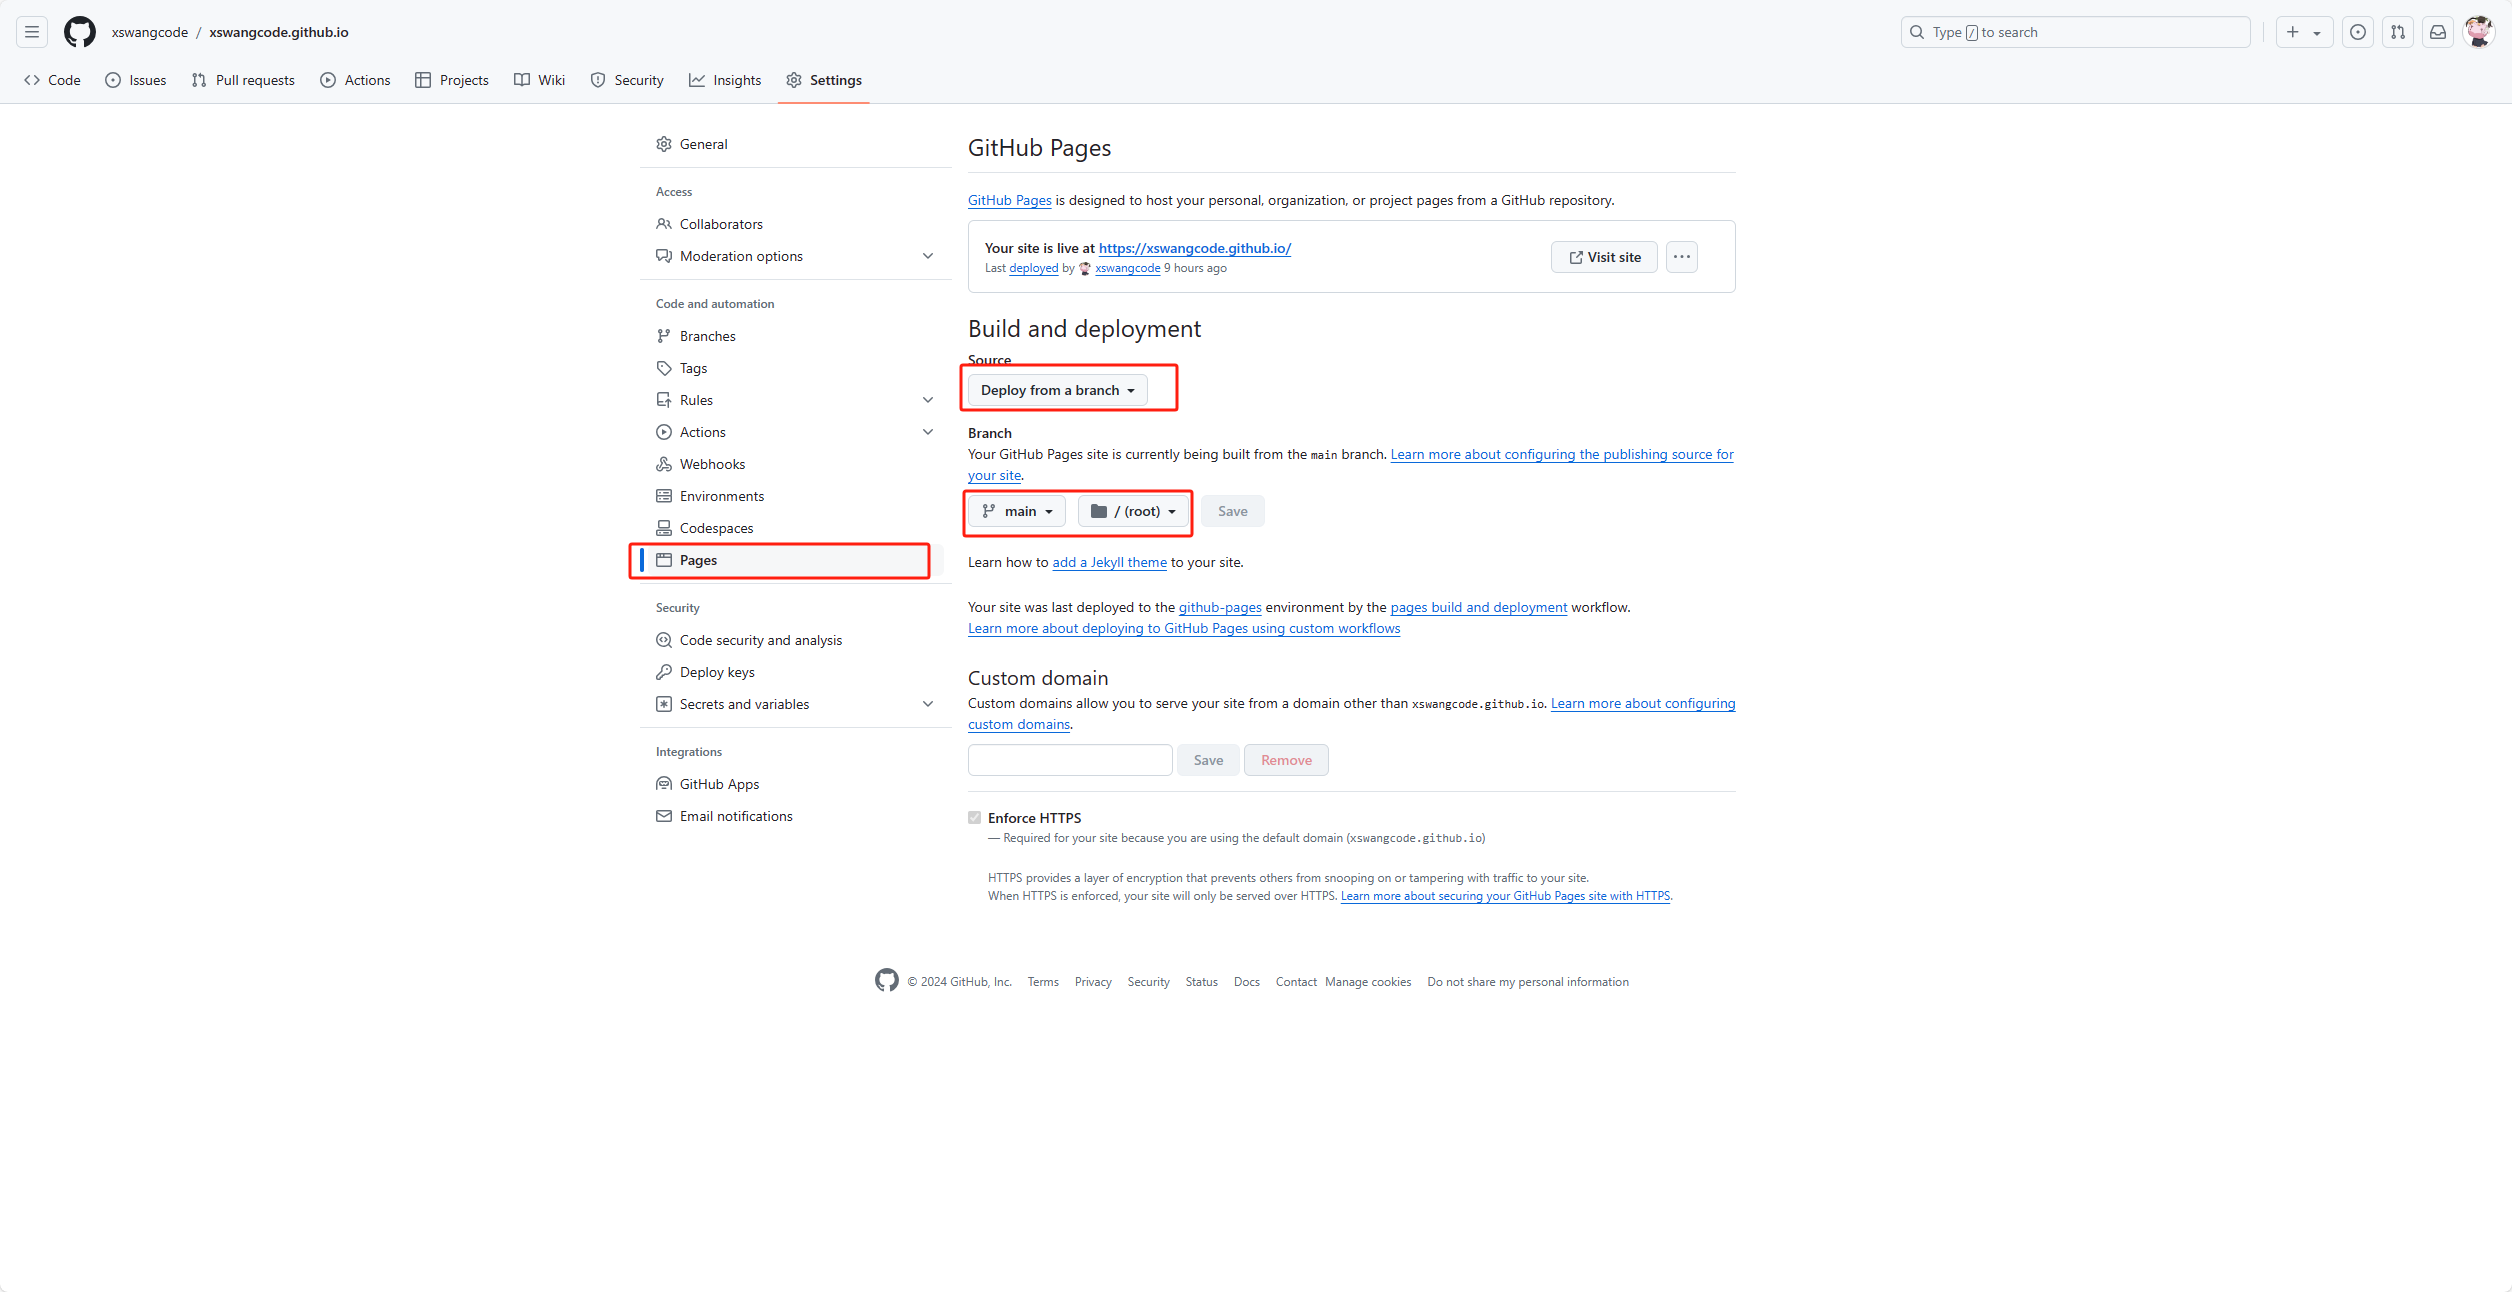 xswangcode / xswangcode.github.io
Type / to search
Code
Issues
Pull requests
Actions
Projects
Wiki
Security
Insights
Settings
General
Access
Collaborators
Moderation options
Code and automation
Branches
Tags
Rules
Actions
Webhooks
Environments
Codespaces
Pages
Security
Code security and analysis
Deploy keys
Secrets and variables
Integrations
GitHub Apps
Email notifications
GitHub Pages
GitHub Pages is designed to host your personal, organization, or project pages from a GitHub repository.
Your site is live at https://xswangcode.github.io/
Last deployed by xswangcode 9 hours ago
Visit site
Build and deployment
Source
Deploy from a branch
Branch
Your GitHub Pages site is currently being built from the main branch. Learn more about configuring the publishing source for
your site.
main
/ (root)
Save
Learn how to add a Jekyll theme to your site.
Your site was last deployed to the github-pages environment by the pages build and deployment workflow.
Learn more about deploying to GitHub Pages using custom workflows
Custom domain
Custom domains allow you to serve your site from a domain other than xswangcode.github.io. Learn more about configuring
custom domains.
Save
Remove
Enforce HTTPS
— Required for your site because you are using the default domain (xswangcode.github.io)
HTTPS provides a layer of encryption that prevents others from snooping on or tampering with traffic to your site.
When HTTPS is enforced, your site will only be served over HTTPS. Learn more about securing your GitHub Pages site with HTTPS.
© 2024 GitHub, Inc.
Terms
Privacy
Security
Status
Docs
Contact
Manage cookies
Do not share my personal information